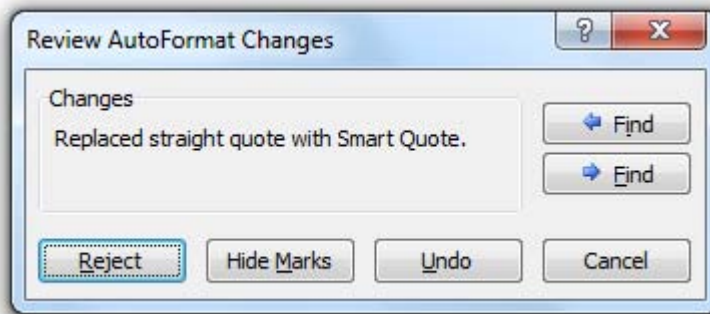 Review AutoFormat Changes
?
X
Changes
Replaced straight quote with Smart Quote.
Find
Find
Reject
Hide Marks
Undo
Cancel